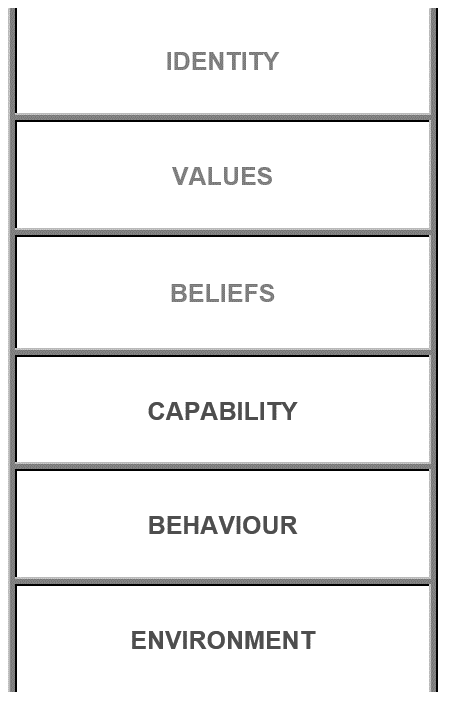 IDENTITY
VALUES
BELIEFS
CAPABILITY
BEHAVIOUR
ENVIRONMENT